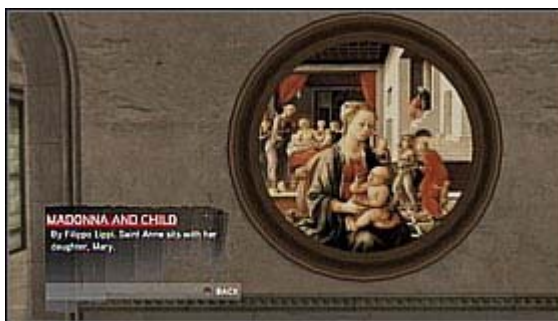 MADONNA AND CHILD
By Filippo Lippi. Saint Anne sits with her
daughter, Mary.
BACK